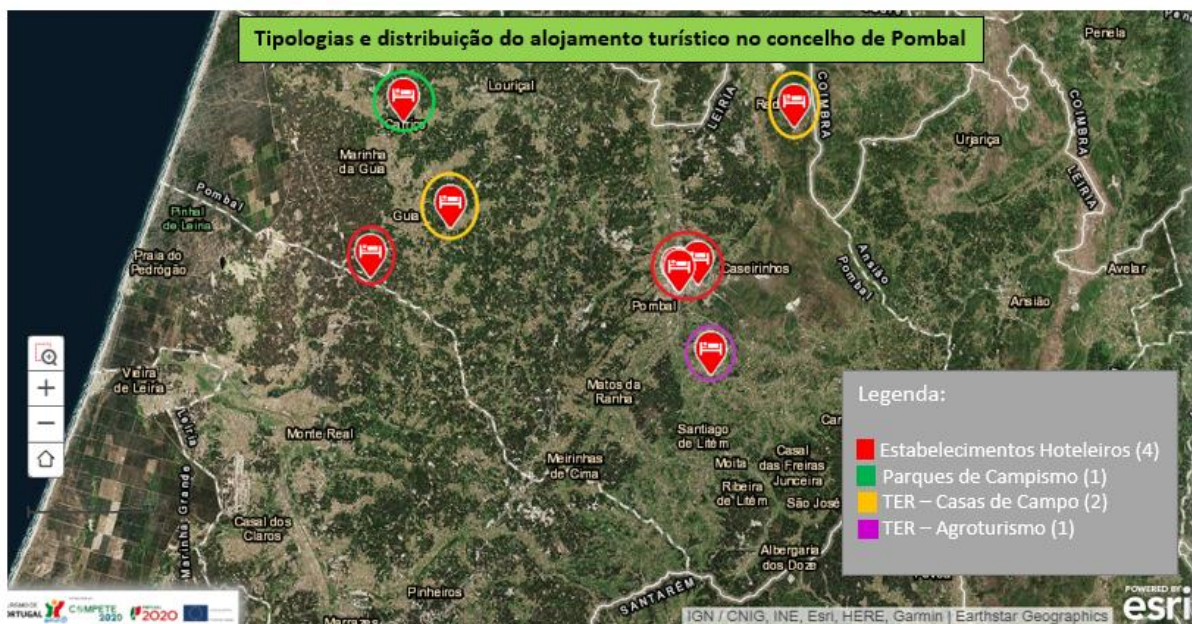 Tipologias e distribuição do alojamento turístico no concelho de Pombal
Penela
Louriçal
COIMBRA
LEIRIA
COIMBRA
LEIRIA
Urjariça
Marinha
da Guia
Pombal
Guia
Pinhal
de Leiria
Praia do
Pedrógão
Caseirinhos
Ansião
Pombal
Avelar
Ansião
Pombal
Vieira
de Leiria
Matos da
Ranha
Legenda:
Estabelecimentos Hoteleiros (4)
Parques de Campismo (1)
TER – Casas de Campo (2)
TER – Agroturismo (1)
Leiria
Marinha Grande
Monte Real
Santiago
de Litém
Meirinhas
de Cima
Moita
Casal
das Freiras
Junceira
Ribeira
de Litém
São José
Casal dos
Claros
Albergaria
dos Doze
Pinheiros
SANTARÉM
Marrazes
COMPETE
2020
2020
IGN / CNIG, INE, Esri, HERE, Garmin | Earthstar Geographics
POWERED BY
esri